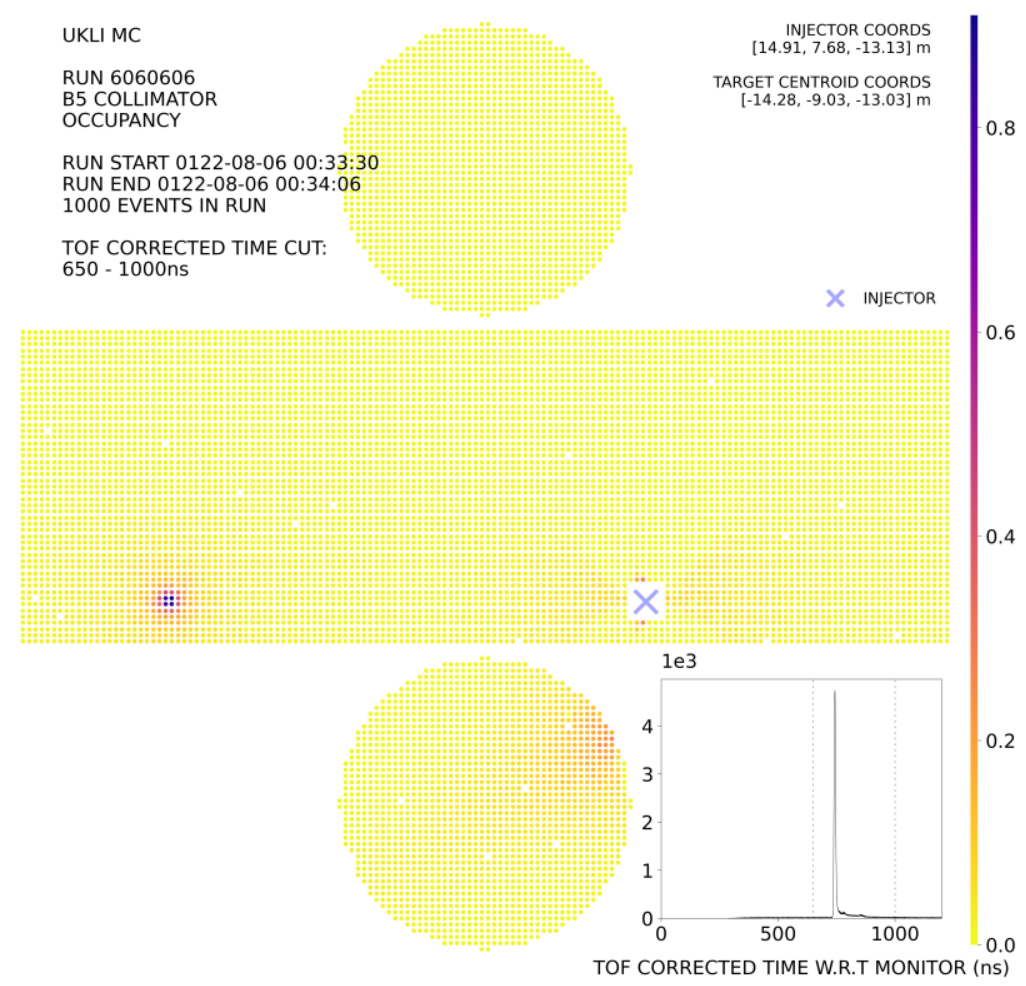 UKLI MC
RUN 6060606
B5 COLLIMATOR
OCCUPANCY
RUN START 0122-08-06 00:33:30
RUN END 0122-08-06 00:34:06
1000 EVENTS IN RUN
TOF CORRECTED TIME CUT:
650 - 1000ns
INJECTOR COORDS
[14.91, 7.68, -13.13] m
TARGET CENTROID COORDS
[-14.28, -9.03, -13.03] m
INJECTOR
0.8
0.6
0.4
0.2
0.0
1e3
4
3
2
1
0
0 500 1000
TOF CORRECTED TIME W.R.T MONITOR (ns)